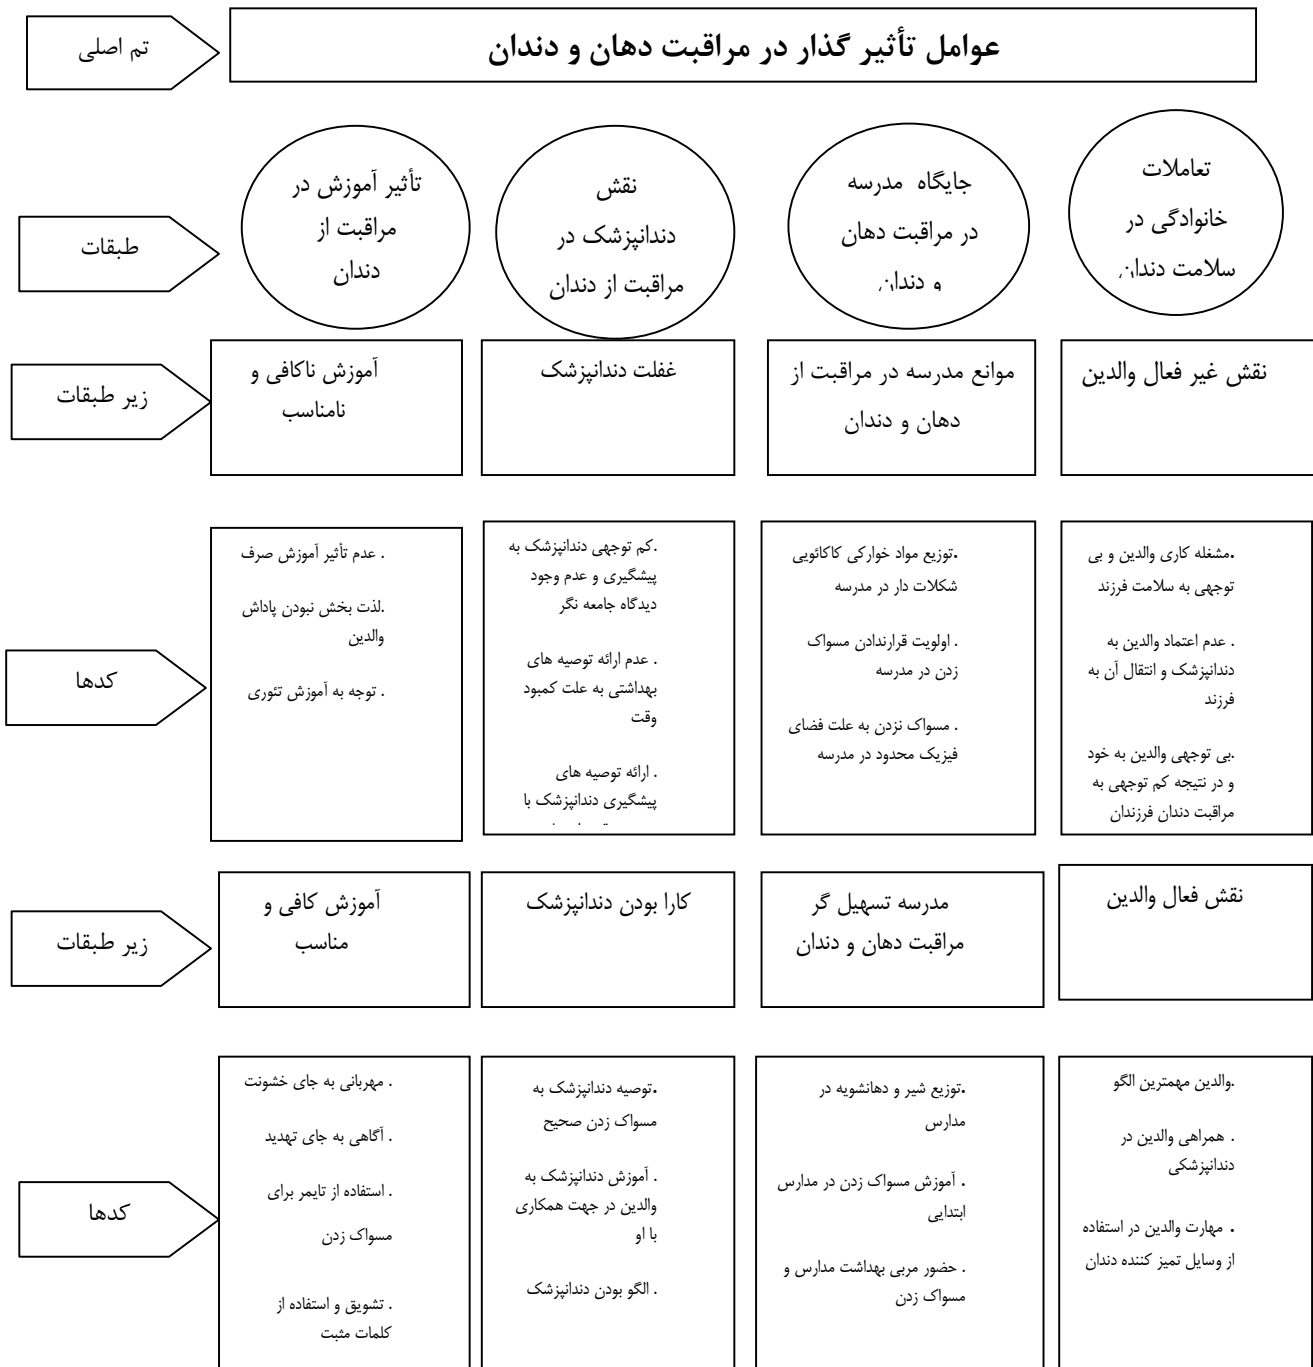 عوامل تأثیر گذار در مراقبت دهان و دندان
تم اصلی
تعاملات
خانوادگی در
سلامت دندان
جایگاه مدرسه
در مراقبت دهان
و دندان
نقش
دندانپزشک در
مراقبت از دندان
تأثیر آموزش در
مراقبت از
دندان
طبقات
نقش غیر فعال والدین
موانع مدرسه در مراقبت از
دهان و دندان
غفلت دندانپزشک
آموزش ناکافی و
نامناسب
زیر طبقات
.مشغله کاری والدین و بی
توجهی به سلامت فرزند
. عدم اعتماد والدین به
دندانپزشک و انتقال آن به
فرزند
.بی توجهی والدین به خود
و در نتیجه کم توجهی به
مراقبت دندان فرزندان
.توزیع مواد خوارکی کاکائویی
شکلات دار در مدرسه
. اولویت قرارندادن مسواک
زدن در مدرسه
. مسواک نزدن به علت فضای
فیزیک محدود در مدرسه
.کم توجهی دندانپزشک به
پیشگیری و عدم وجود
دیدگاه جامعه نگر
. عدم ارائه توصیه های
بهداشتی به علت کمبود
وقت
. ارائه توصیه های
پیشگیری دندانپزشک با
. عدم تأثیر آموزش صرف
.لذت بخش نبودن پاداش
والدین
. توجه به آموزش تئوری
کدها
نقش فعال والدین
مدرسه تسهیل گر
مراقبت دهان و دندان
کارا بودن دندانپزشک
آموزش کافی و
مناسب
زیر طبقات
.والدین مهمترین الگو
. همراهی والدین در
دندانپزشکی
. مهارت والدین در استفاده
از وسایل تمیز کننده دندان
.توزیع شیر و دهانشویه در
مدارس
. آموزش مسواک زدن در مدارس
ابتدایی
. حضور مربی بهداشت مدارس و
مسواک زدن
.توصیه دندانپزشک به
مسواک زدن صحیح
. آموزش دندانپزشک به
والدین در جهت همکاری
با او
. الگو بودن دندانپزشک
. مهربانی به جای خشونت
. آگاهی به جای تهدید
. استفاده از تایمر برای
مسواک زدن
. تشویق و استفاده از
کلمات مثبت
کدها